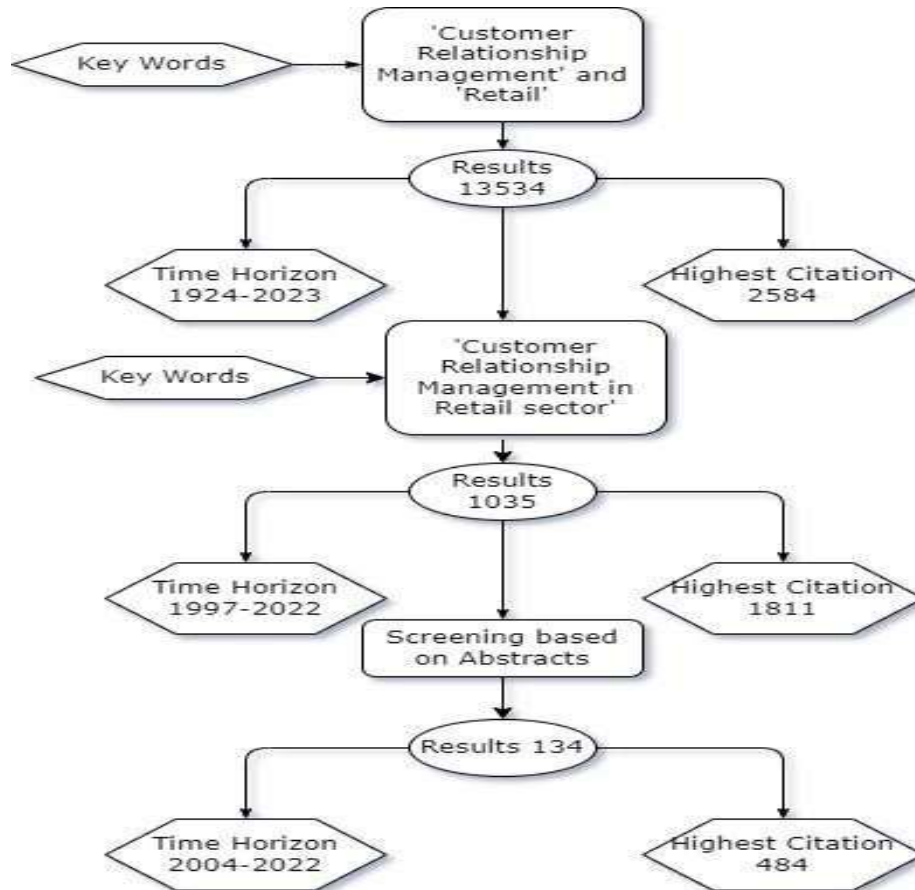 'Customer
Relationship
Management' and
'Retail'
Key Words
Results
13534
Time Horizon
1924-2023
Highest Citation
2584
'Customer
Relationship
Management in
Retail sector'
Key Words
Results
1035
Time Horizon
1997-2022
Highest Citation
1811
Screening based
on Abstracts
Results 134
Time Horizon
2004-2022
Highest Citation
484